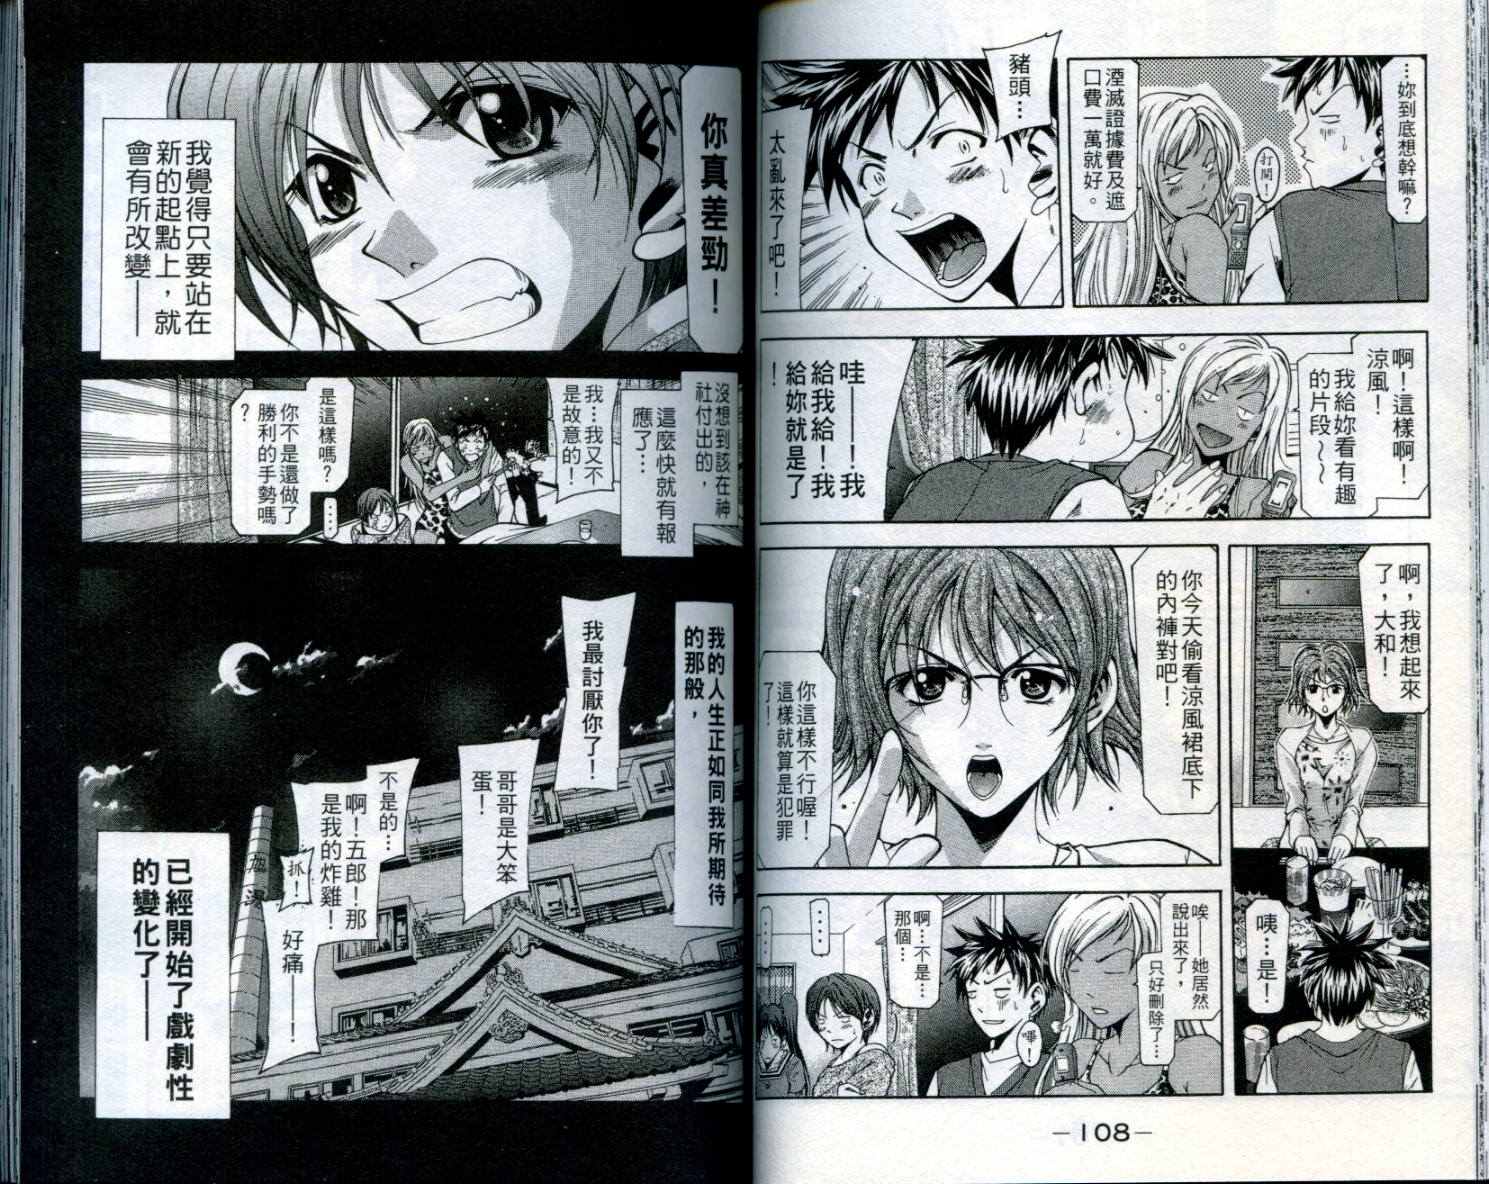 …妳到底想幹嘛?
打開!
湮滅證據費及遮
口費一萬就好。
豬頭…
太亂來了吧!
啊!這樣啊!
涼風!
我給妳看有趣
的片段～～
哇──!我
給我給!我
給妳就是了
!
啊,我想起來
了,大和!
咦…是!
你今天偷看涼風裙底下
的內褲對吧!
你這樣不行喔!
這樣就算是犯罪
了!
唉──她居然
說出來了,
只好刪除了…
嗶!
啊…不是…
那個…
……
……
—108—
你真差勁!
我覺得只要站在
新的起點上,就
會有所改變──
沒想到該在神
社付出的,
這麼快就有報
應了…
我…我又不
是故意的!
是這樣嗎?
你不是還做了
勝利的手勢嗎
?
……
我的人生正如同我所期待
的那般,
我最討厭你了!
哥哥是大笨
蛋!
不是的…
啊!五郎!那
是我的炸雞!
抓!
好痛──!
已經開始了戲劇性
的變化了──